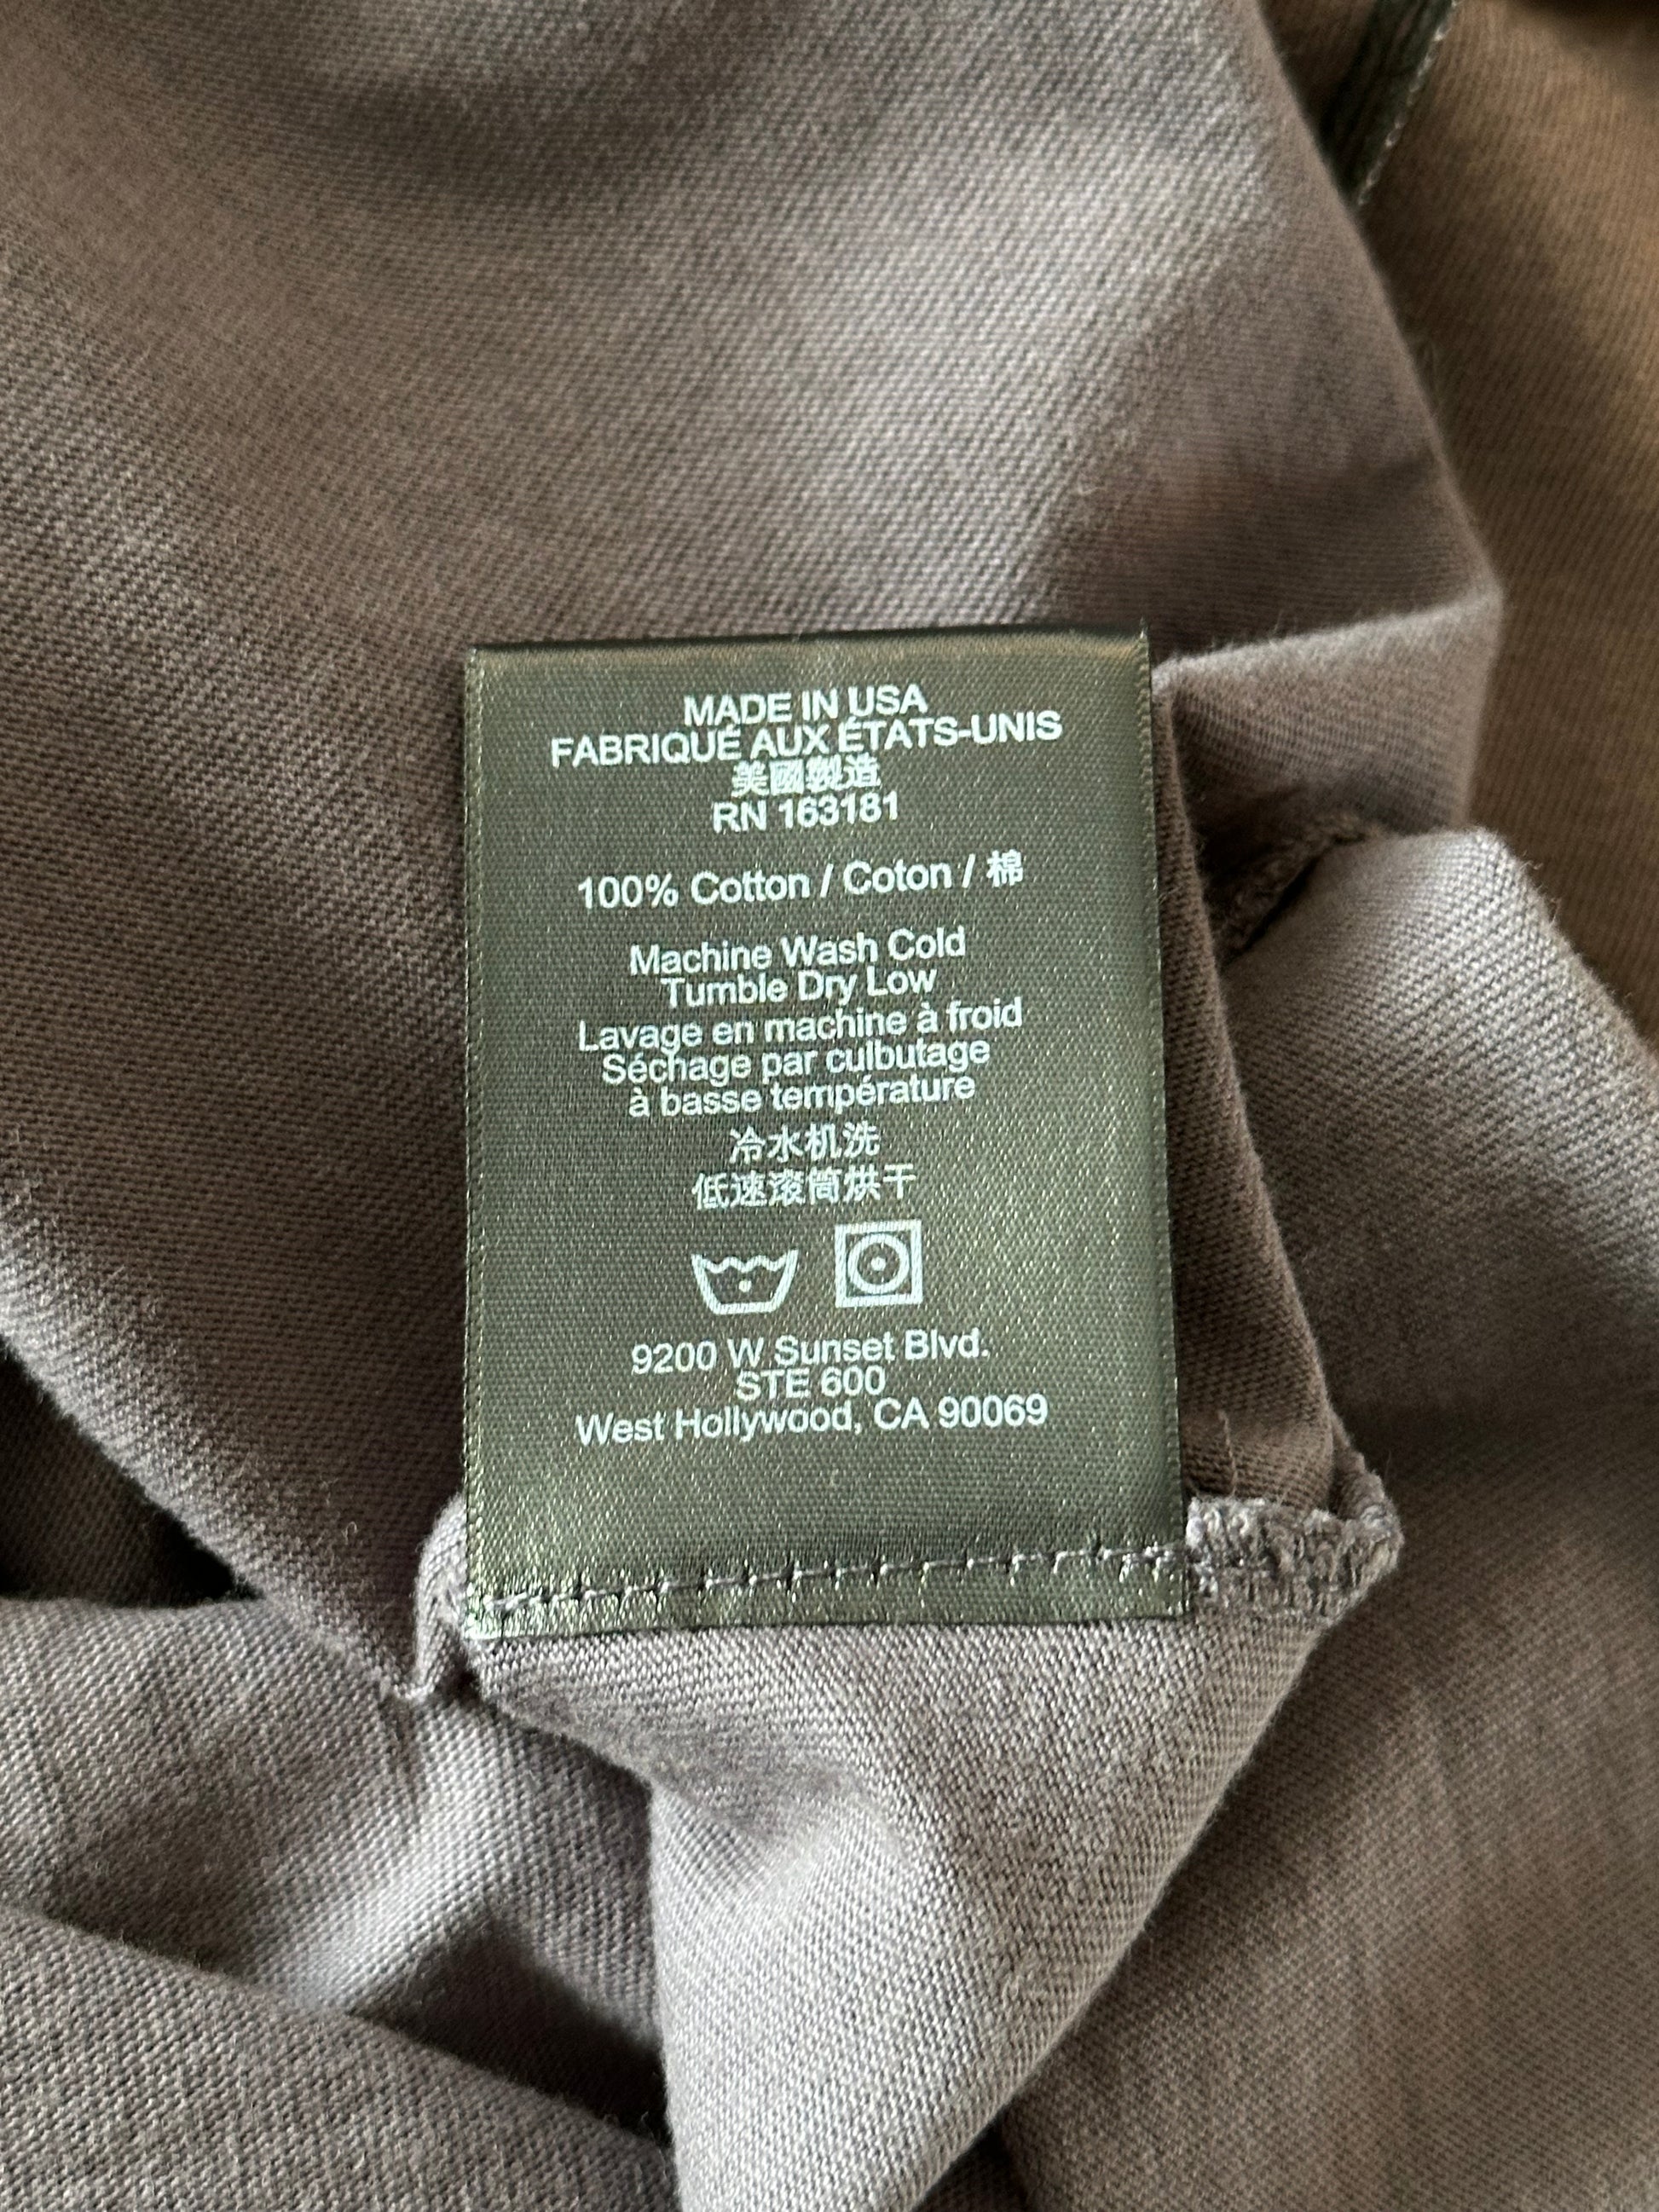 MADE IN USA
FABRIQUÉ AUX ÉTATS-UNIS
美國製造
RN 163181
100% Cotton / Coton / 棉
Machine Wash Cold
Tumble Dry Low
Lavage en machine à froid
Séchage par culbutage
à basse température
冷水机洗
低速滚筒烘干
9200 W Sunset Blvd.
STE 600
West Hollywood, CA 90069